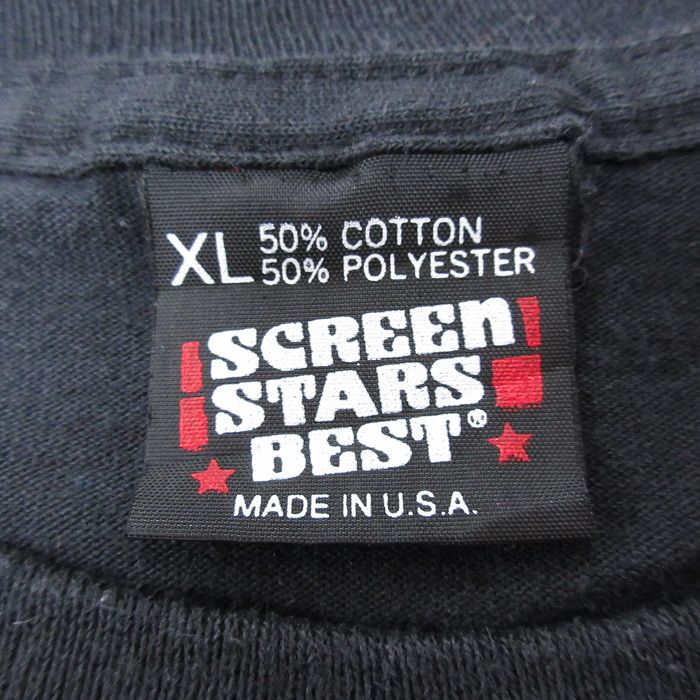 XL 50% COTTON
50% POLYESTER
SCREEN
STARS
BEST®
MADE IN U.S.A.